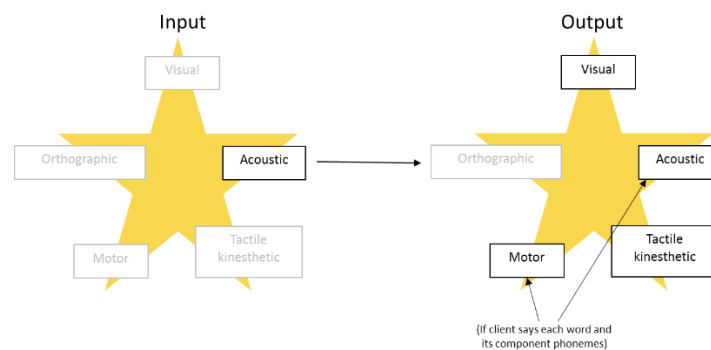 Input
Visual
Orthographic
Acoustic
Motor
Tactile
kinesthetic
Output
Visual
Orthographic
Acoustic
Motor
Tactile
kinesthetic
(If client says each word and
its component phonemes)